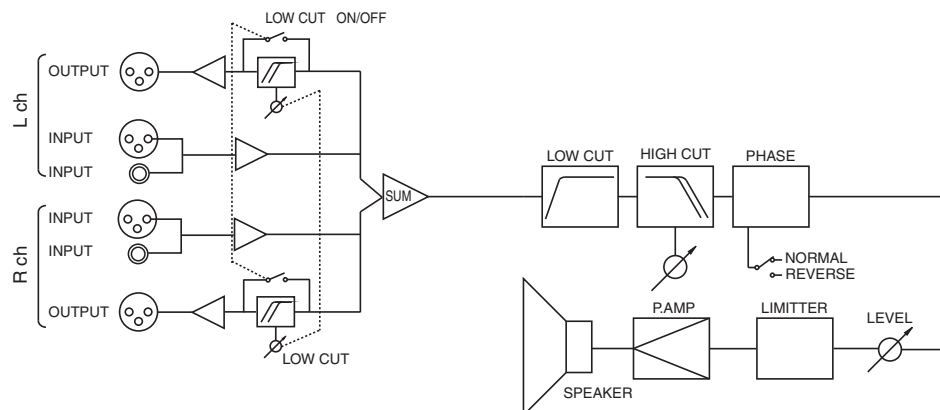 LOW CUT ON/OFF
L ch
OUTPUT
INPUT
INPUT
R ch
INPUT
INPUT
OUTPUT
LOW CUT
SUM
LOW CUT
HIGH CUT
PHASE
NORMAL
REVERSE
SPEAKER
P.AMP
LIMITTER
LEVEL